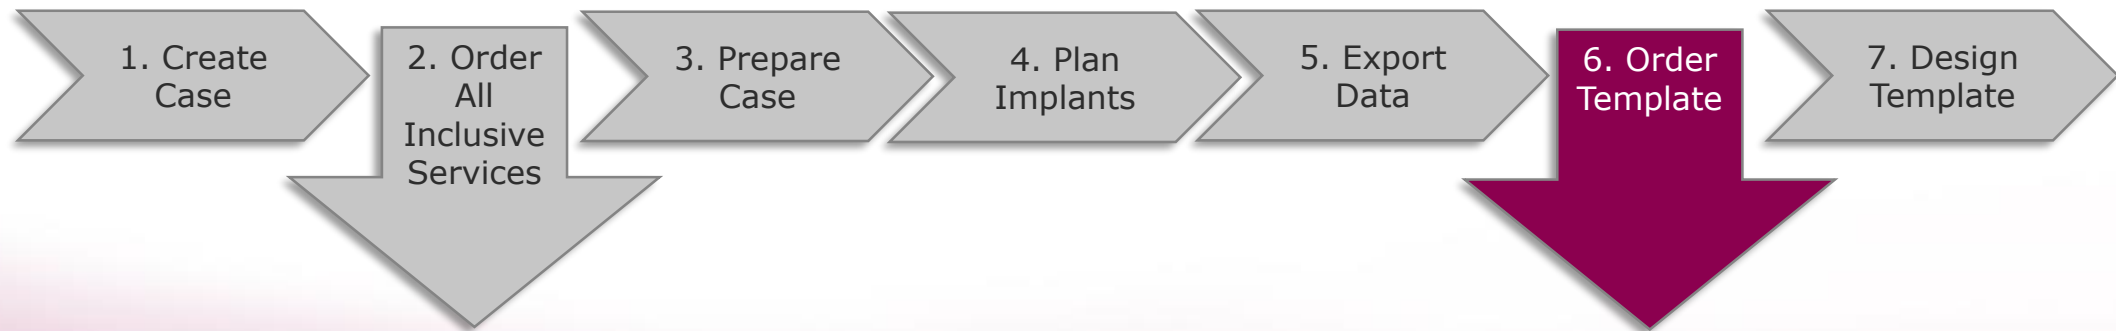 1. Create
Case
2. Order
All
Inclusive
Services
3. Prepare
Case
4. Plan
Implants
5. Export
Data
6. Order
Template
7. Design
Template